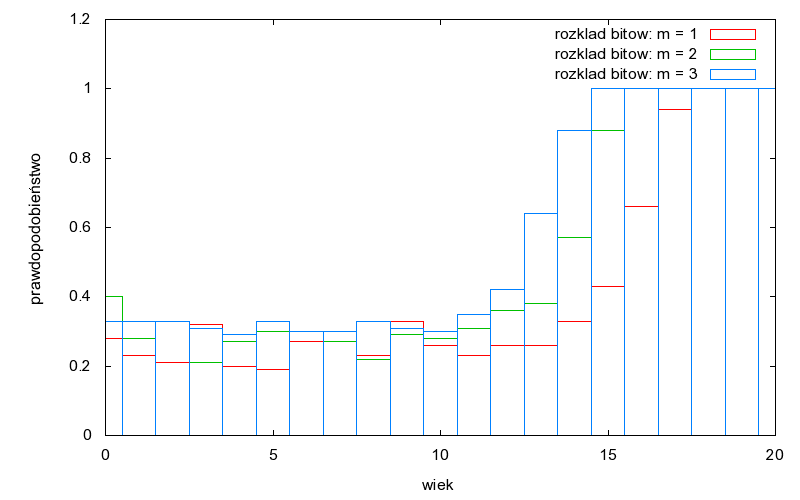 1.2
rozklad bitow: m = 1
rozklad bitow: m = 2
rozklad bitow: m = 3
1
0.8
0.6
0.4
0.2
0
prawdopodobieństwo
0 5 10 15 20
wiek